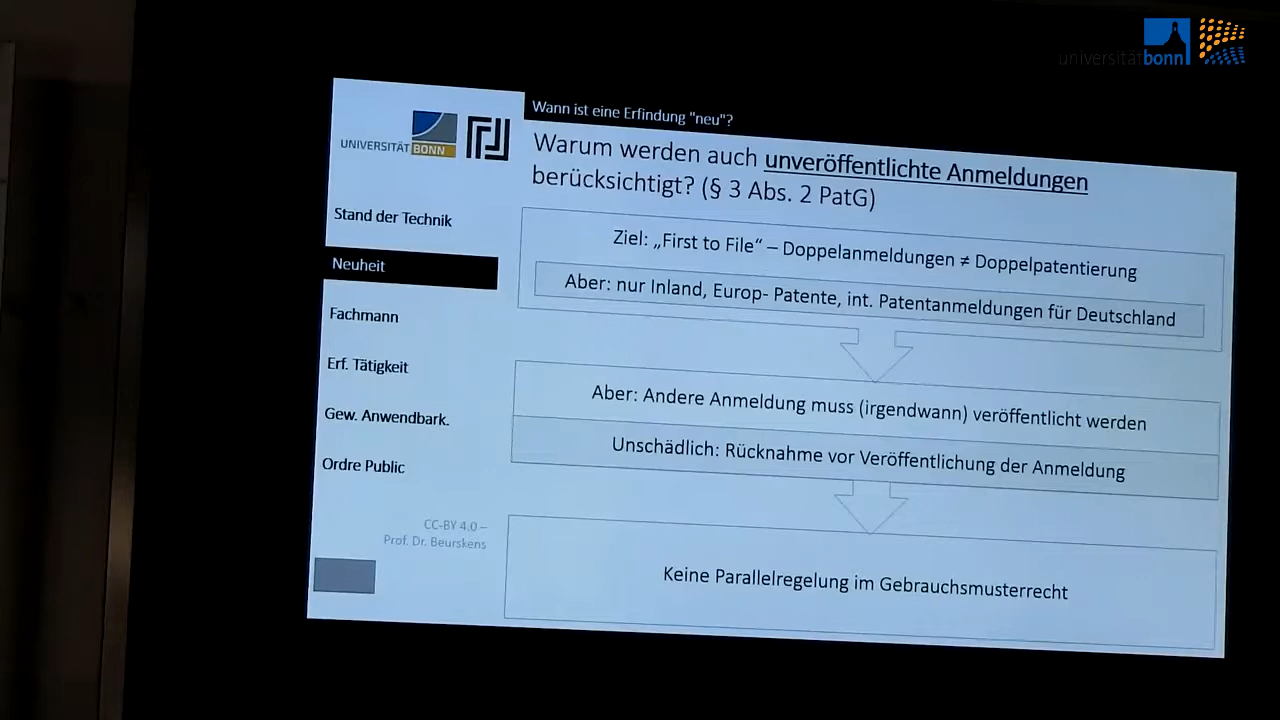 universitätbonn
UNIVERSITÄT BONN
Wann ist eine Erfindung "neu"?
Warum werden auch unveröffentlichte Anmeldungen
berücksichtigt? (§ 3 Abs. 2 PatG)
Stand der Technik
Neuheit
Fachmann
Erf. Tätigkeit
Gew. Anwendbark.
Ordre Public
CC-BY 4.0 –
Prof. Dr. Beurskens
Ziel: „First to File“ – Doppelanmeldungen ≠ Doppelpatentierung
Aber: nur Inland, Europ- Patente, int. Patentanmeldungen für Deutschland
Aber: Andere Anmeldung muss (irgendwann) veröffentlicht werden
Unschädlich: Rücknahme vor Veröffentlichung der Anmeldung
Keine Parallelregelung im Gebrauchsmusterrecht